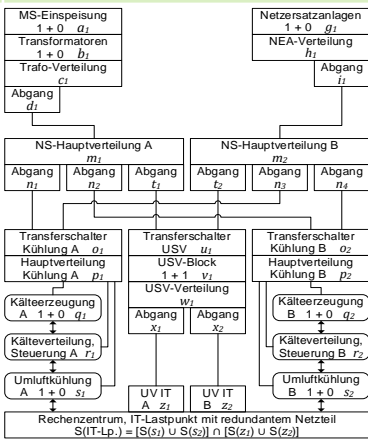 MS-Einspeisung
1 + 0 a₁
Transformatoren
1 + 0 b₁
Trafo-Verteilung
c₁
Abgang
d₁
Netzersatzanlagen
1 + 0 g₁
NEA-Verteilung
h₁
Abgang
i₁
NS-Hauptverteilung A
m₁
Abgang
n₁
Abgang
n₂
Abgang
t₁
NS-Hauptverteilung B
m₂
Abgang
t₂
Abgang
n₃
Abgang
n₄
Transferschalter
Kühlung A o₁
Hauptverteilung
Kühlung A p₁
Kälteerzeugung
A 1 + 0 q₁
Kälteverteilung,
Steuerung A r₁
Umluftkühlung
A 1 + 0 s₁
Transferschalter
USV u₁
USV-Block
1 + 1 v₁
USV-Verteilung
w₁
Abgang
x₁
Abgang
x₂
UV IT
A z₁
UV IT
B z₂
Transferschalter
Kühlung B o₂
Hauptverteilung
Kühlung B p₂
Kälteerzeugung
B 1 + 0 q₂
Kälteverteilung,
Steuerung B r₂
Umluftkühlung
B 1 + 0 s₂
Rechenzentrum, IT-Lastpunkt mit redundantem Netzteil
S(IT-Lp.) = [S(s₁) ∪ S(s₂)] ∩ [S(z₁) ∪ S(z₂)]